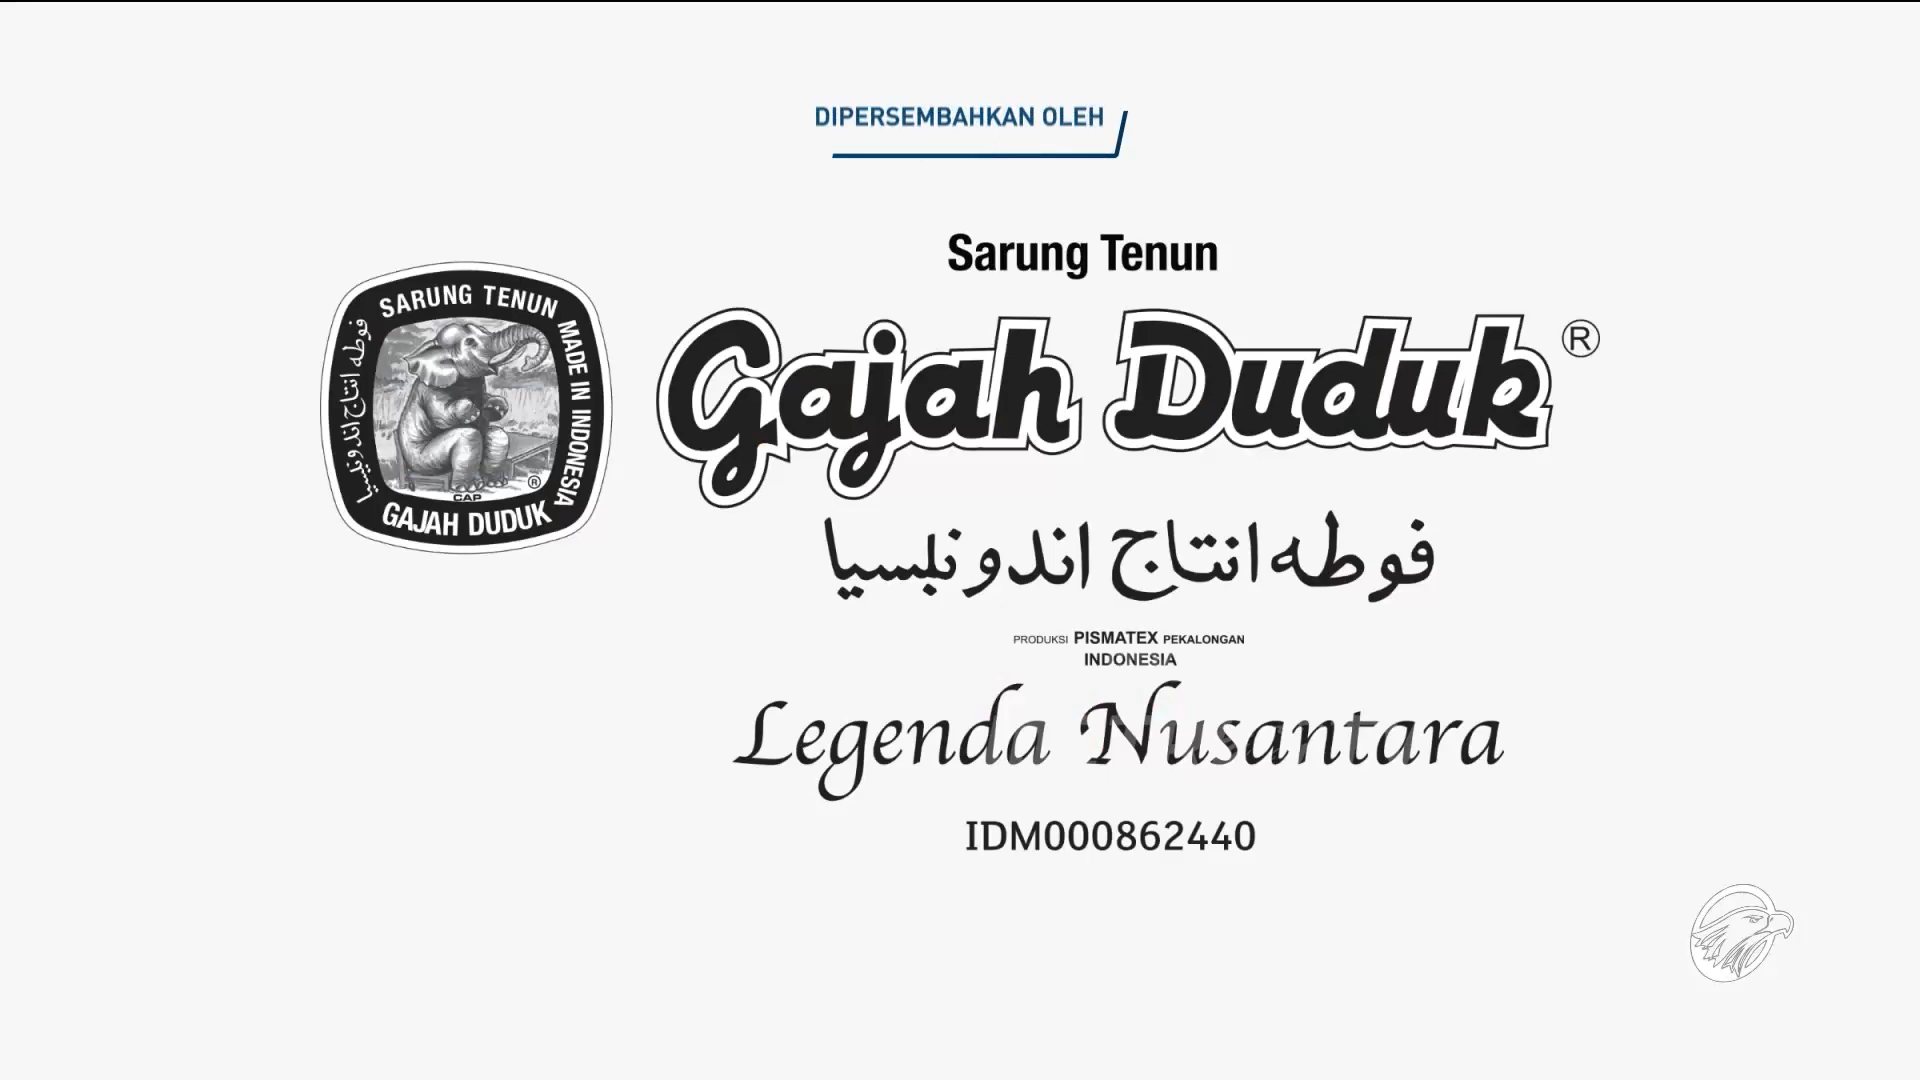 DIPERSEMBAHKAN OLEH
SARUNG TENUN
MADE IN INDONESIA
فوطه انتاج اندونيسيا
CAP
®
GAJAH DUDUK
Sarung Tenun
Gajah Duduk ®
فوطه انتاج اندونيسيا
PRODUKSI PISMATEX PEKALONGAN
INDONESIA
Legenda Nusantara
IDM000862440